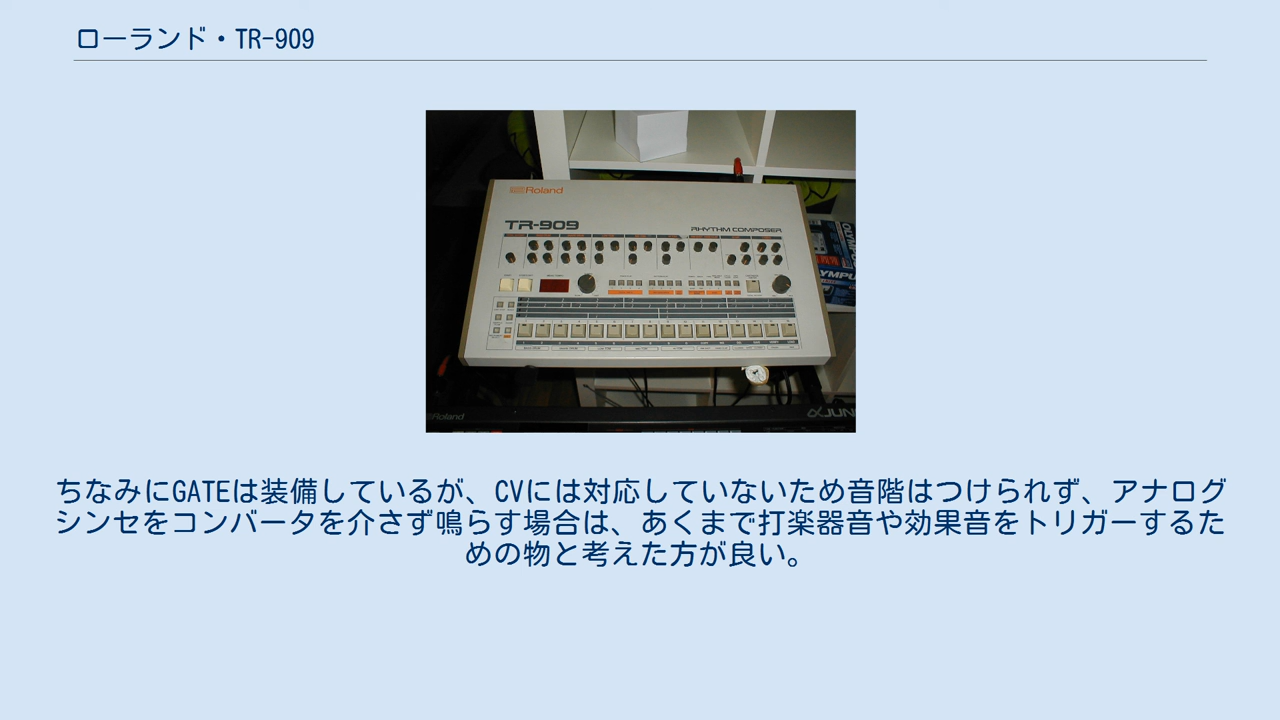 ローランド・TR-909
Roland
TR-909
RHYTHM COMPOSER
OLYMPUS
OLYMPUS
Roland
αJUNO
ちなみにGATEは装備しているが、CVには対応していないため音階はつけられず、アナログ
シンセをコンバータを介さず鳴らす場合は、あくまで打楽器音や効果音をトリガーするた
めの物と考えた方が良い。